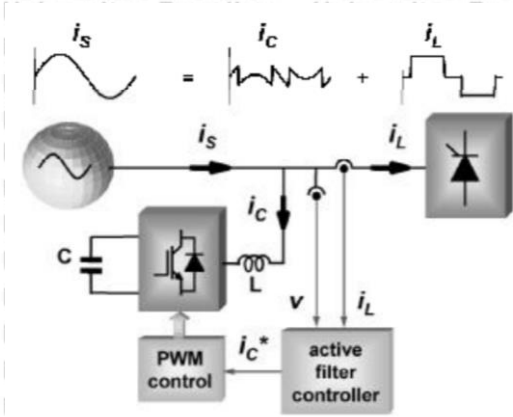 iS iC iL
= +
iS iL
iC
C
L
v iL
iC*
PWM
control
active
filter
controller